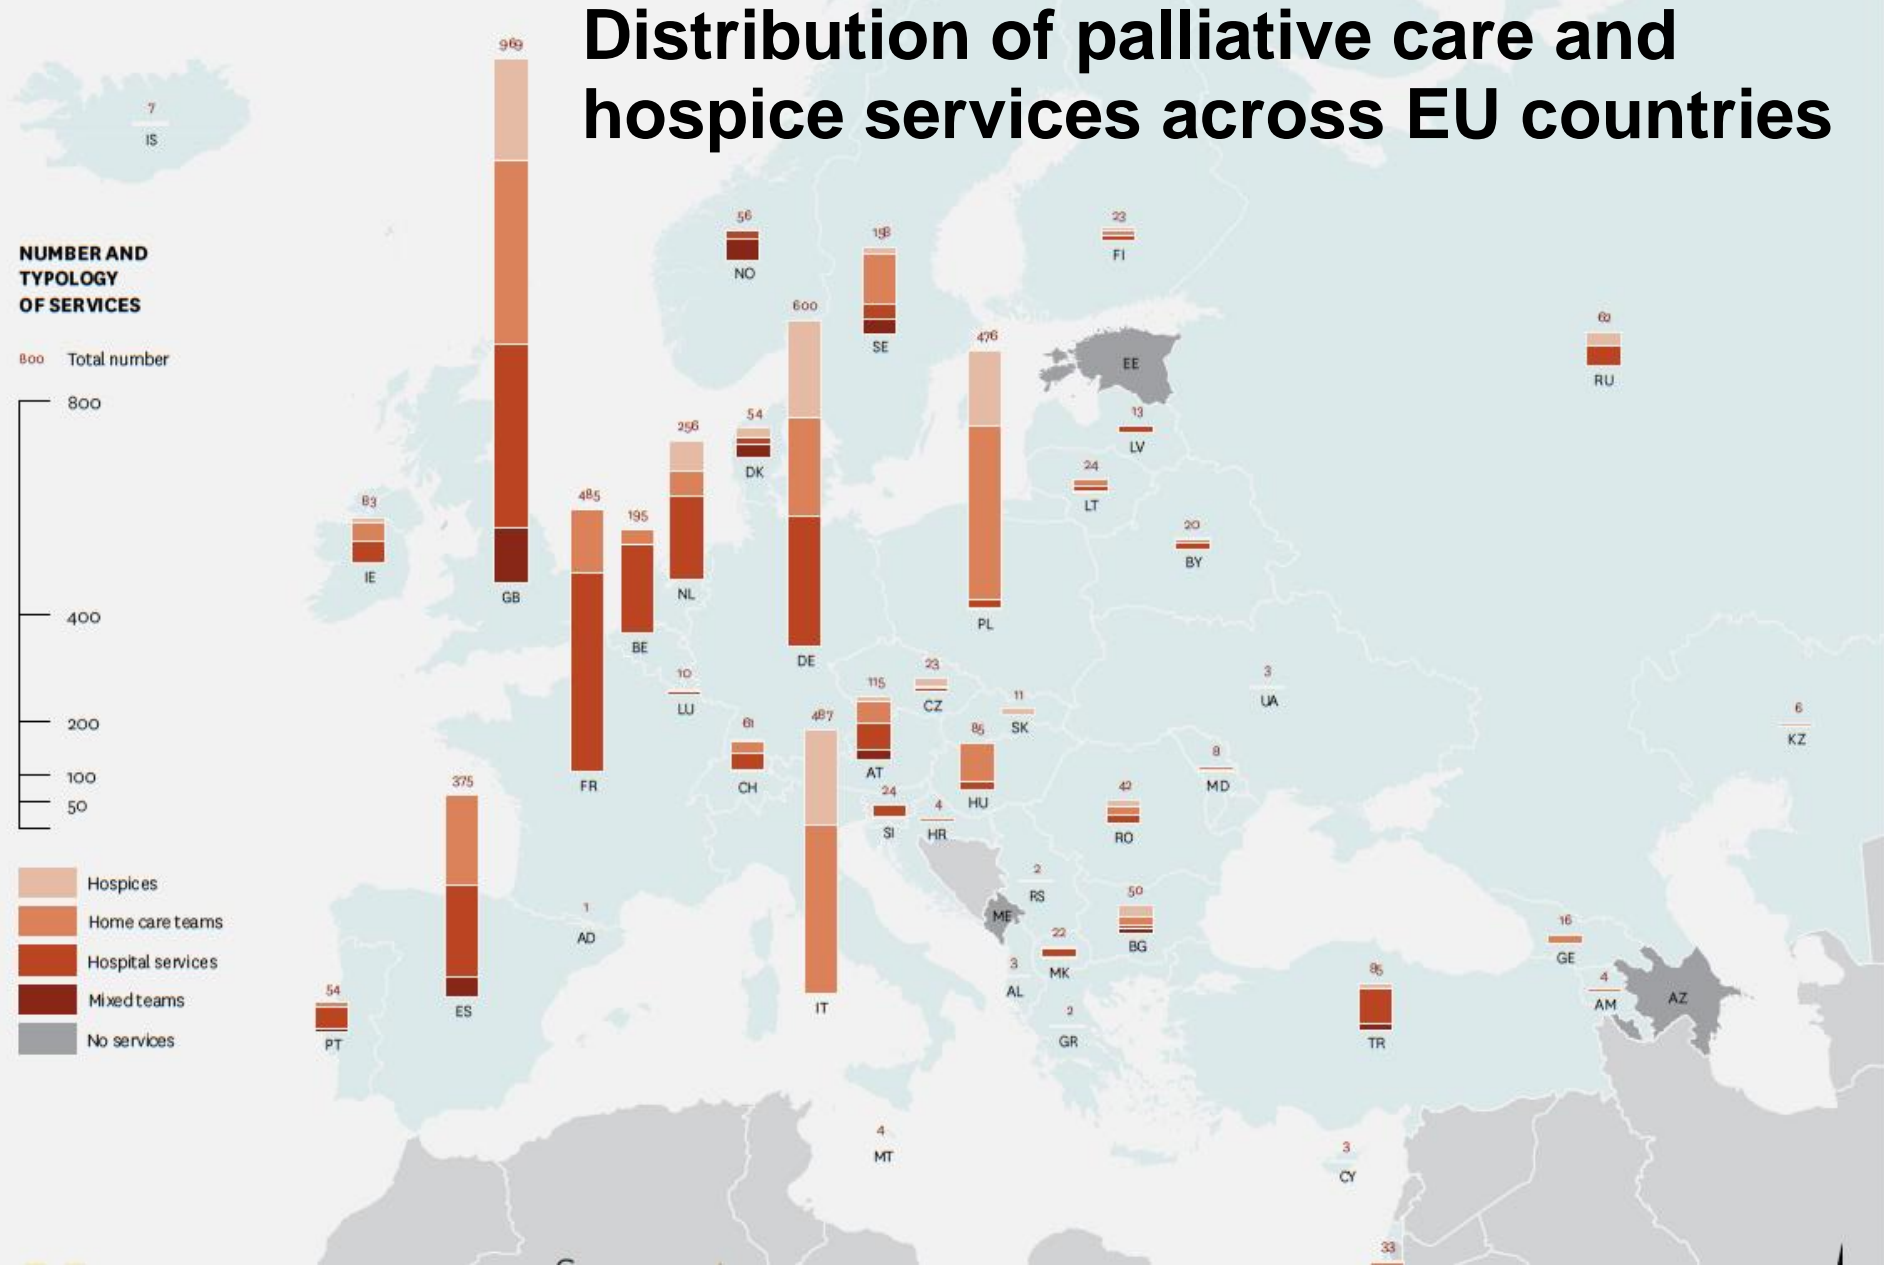 Distribution of palliative care and
hospice services across EU countries
969
7
IS
NUMBER AND
TYPOLOGY
OF SERVICES
800 Total number
800
400
200
100
50
Hospices
Home care teams
Hospital services
Mixed teams
No services
56
NO
158
SE
23
FI
62
RU
600
DE
476
PL
EE
13
LV
24
LT
20
BY
54
DK
256
NL
83
IE
GB
485
FR
195
BE
10
LU
61
CH
115
AT
23
CZ
11
SK
3
UA
6
KZ
487
IT
85
HU
8
MD
375
ES
24
SI
4
HR
42
RO
1
AD
2
RS
ME
50
BG
22
MK
3
AL
2
GR
16
GE
4
AM
AZ
85
TR
54
PT
4
MT
3
CY
33